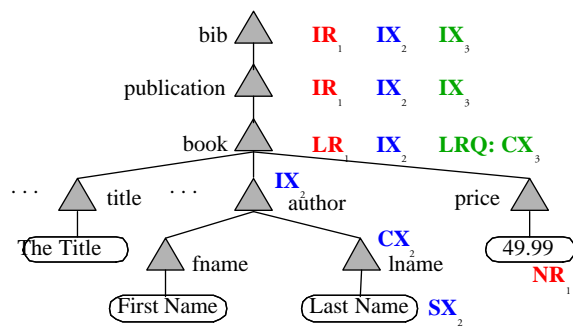 bib IR₁ IX₂ IX₃
publication IR₁ IX₂ IX₃
book LR₁ IX₂ LRQ: CX₃
IX₂
. . . title . . . author price
The Title CX₂ 49.99
fname lname NR₁
First Name Last Name SX₂